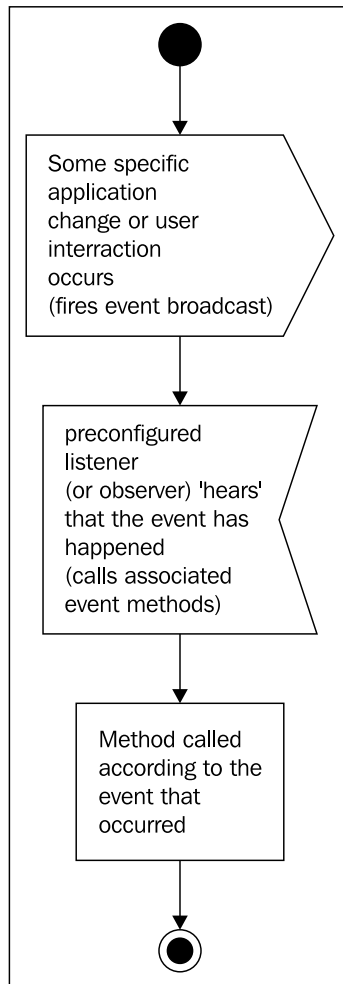 Some specific
application
change or user
interraction
occurs
(fires event broadcast)
preconfigured
listener
(or observer) 'hears'
that the event has
happened
(calls associated
event methods)
Method called
according to the
event that
occurred